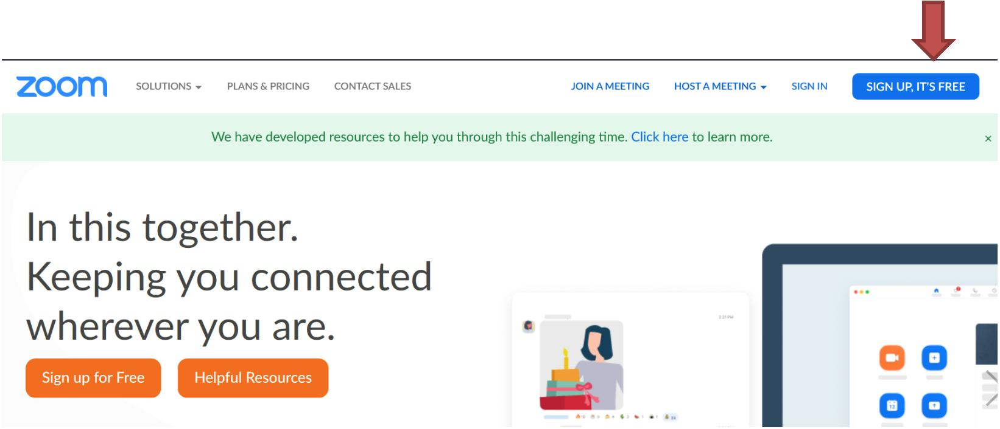 zoom
SOLUTIONS
PLANS & PRICING
CONTACT SALES
JOIN A MEETING
HOST A MEETING
SIGN IN
SIGN UP, IT'S FREE
We have developed resources to help you through this challenging time. Click here to learn more.
×
In this together.
Keeping you connected
wherever you are.
Sign up for Free
Helpful Resources
2:21 PM
12